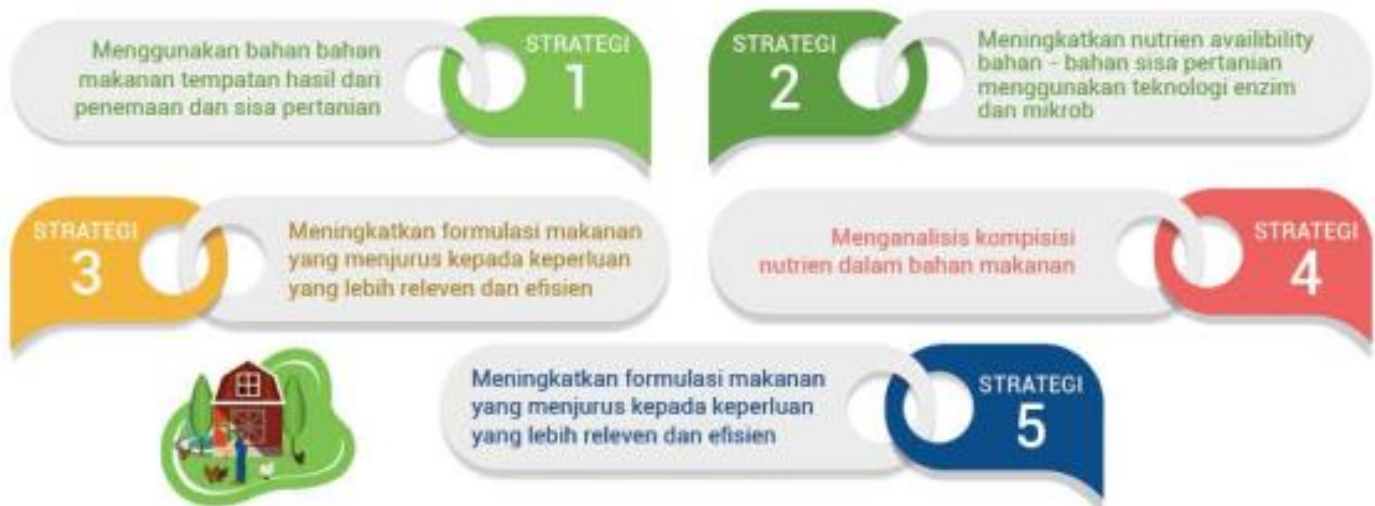 Menggunakan bahan bahan
makanan tempatan hasil dari
penemaan dan sisa pertanian
STRATEGI
1
STRATEGI
2
Meningkatkan nutrien availibility
bahan - bahan sisa pertanian
menggunakan teknologi enzim
dan mikrob
STRATEGI
3
Meningkatkan formulasi makanan
yang menjurus kepada keperluan
yang lebih releven dan efisien
Menganalisis kompisisi
nutrien dalam bahan makanan
STRATEGI
4
Meningkatkan formulasi makanan
yang menjurus kepada keperluan
yang lebih releven dan efisien
STRATEGI
5